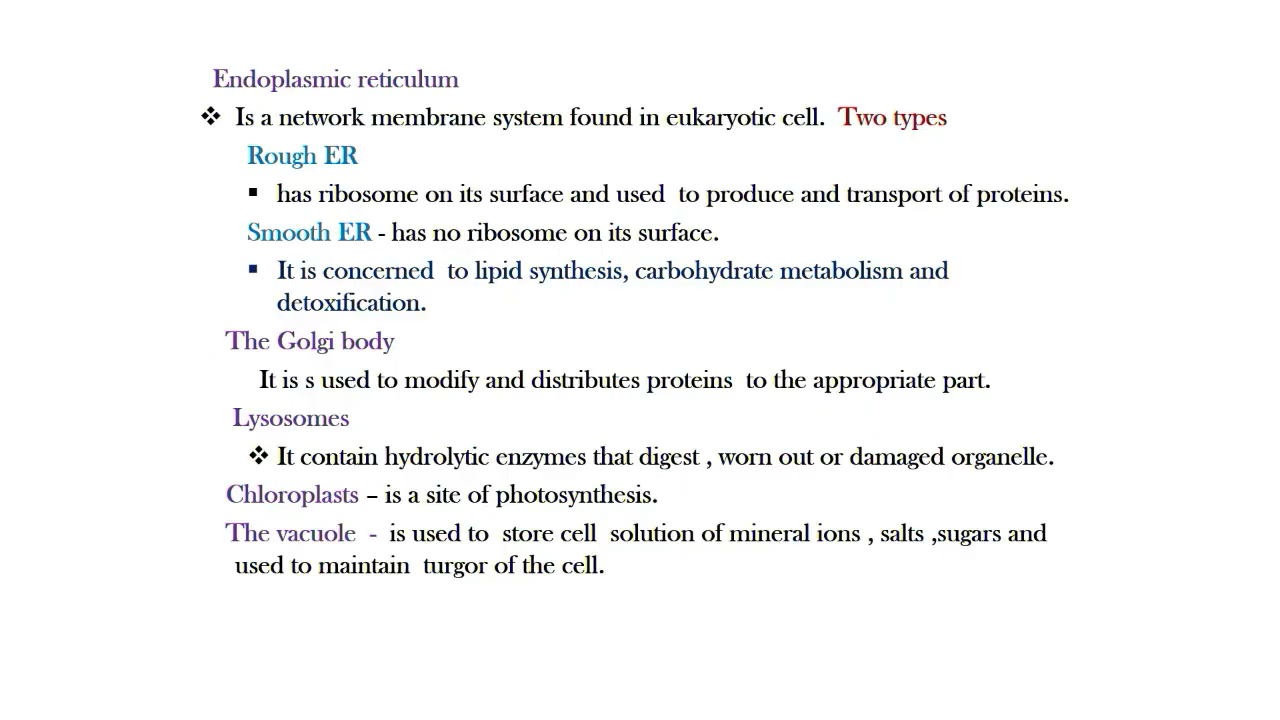 Endoplasmic reticulum
❖ Is a network membrane system found in eukaryotic cell. Two types
Rough ER
▪ has ribosome on its surface and used to produce and transport of proteins.
Smooth ER - has no ribosome on its surface.
▪ It is concerned to lipid synthesis, carbohydrate metabolism and
detoxification.
The Golgi body
It is s used to modify and distributes proteins to the appropriate part.
Lysosomes
❖ It contain hydrolytic enzymes that digest , worn out or damaged organelle.
Chloroplasts – is a site of photosynthesis.
The vacuole - is used to store cell solution of mineral ions , salts ,sugars and
used to maintain turgor of the cell.